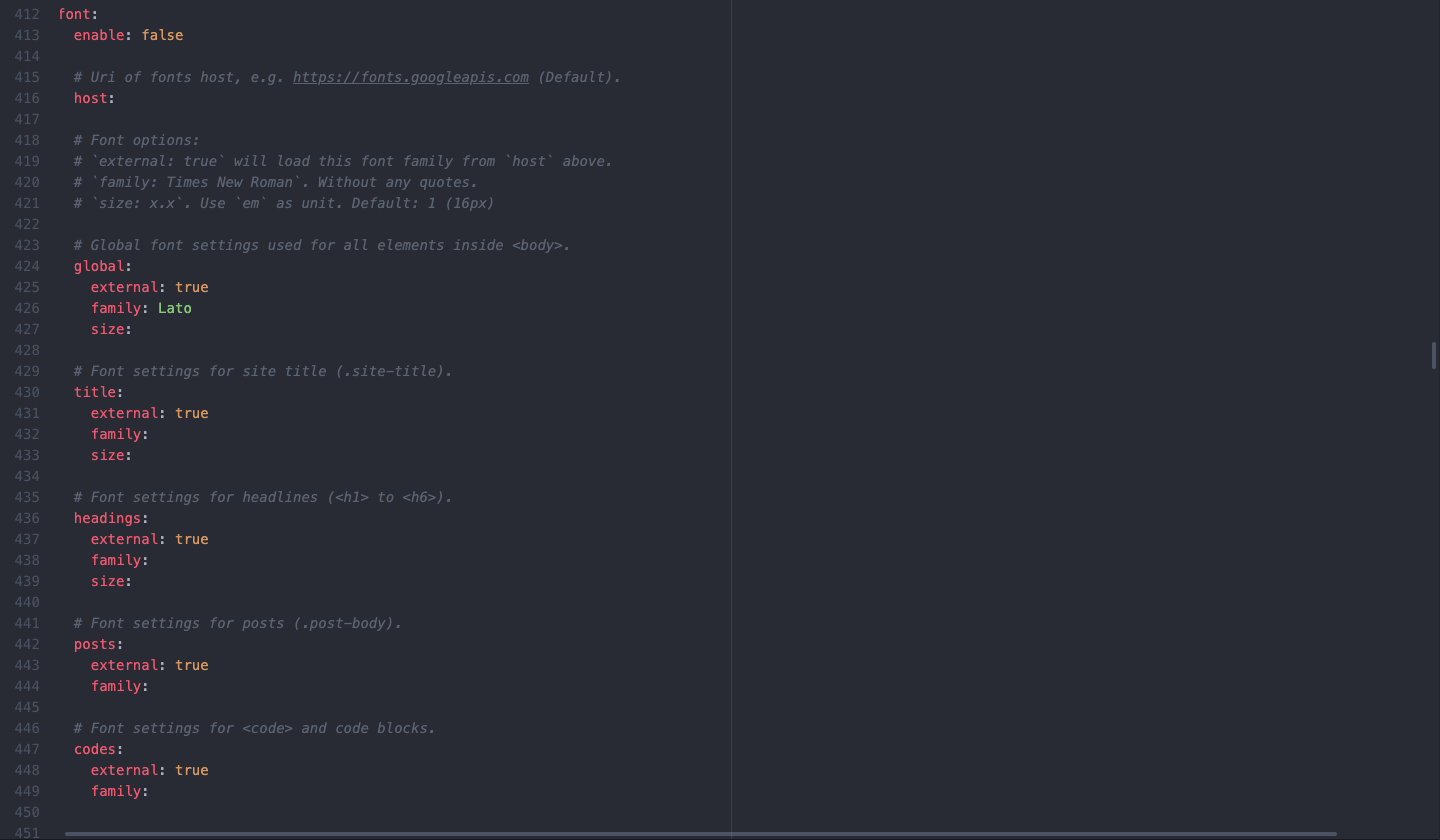 412 font:
413   enable: false
414
415   # Uri of fonts host, e.g. https://fonts.googleapis.com (Default).
416   host:
417
418   # Font options:
419   # `external: true` will load this font family from `host` above.
420   # `family: Times New Roman`. Without any quotes.
421   # `size: x.x`. Use `em` as unit. Default: 1 (16px)
422
423   # Global font settings used for all elements inside <body>.
424   global:
425     external: true
426     family: Lato
427     size:
428
429   # Font settings for site title (.site-title).
430   title:
431     external: true
432     family:
433     size:
434
435   # Font settings for headlines (<h1> to <h6>).
436   headings:
437     external: true
438     family:
439     size:
440
441   # Font settings for posts (.post-body).
442   posts:
443     external: true
444     family:
445
446   # Font settings for <code> and code blocks.
447   codes:
448     external: true
449     family:
450
451